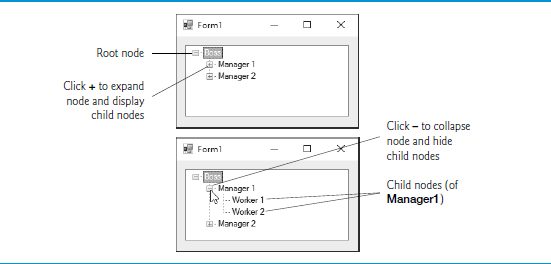 Form1
Root node
Boss
Manager 1
Manager 2
Click + to expand
node and display
child nodes
Form1
Click – to collapse
node and hide
child nodes
Boss
Manager 1
Worker 1
Worker 2
Manager 2
Child nodes (of
Manager1)